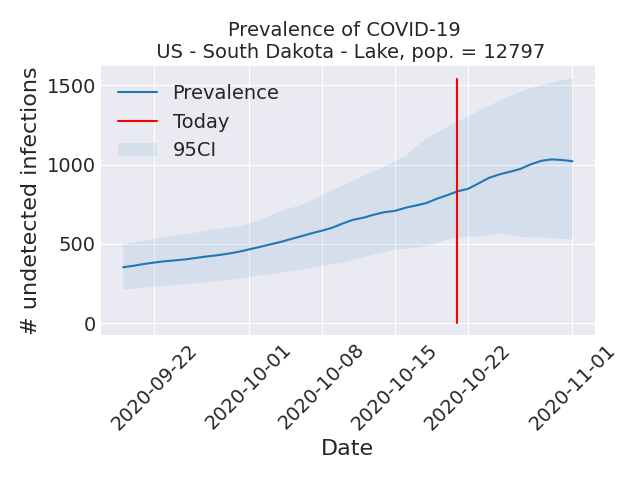 Prevalence of COVID-19
US - South Dakota - Lake, pop. = 12797
# undetected infections
1500
1000
500
0
Prevalence
Today
95CI
2020-09-22
2020-10-01
2020-10-08
2020-10-15
2020-10-22
2020-11-01
Date